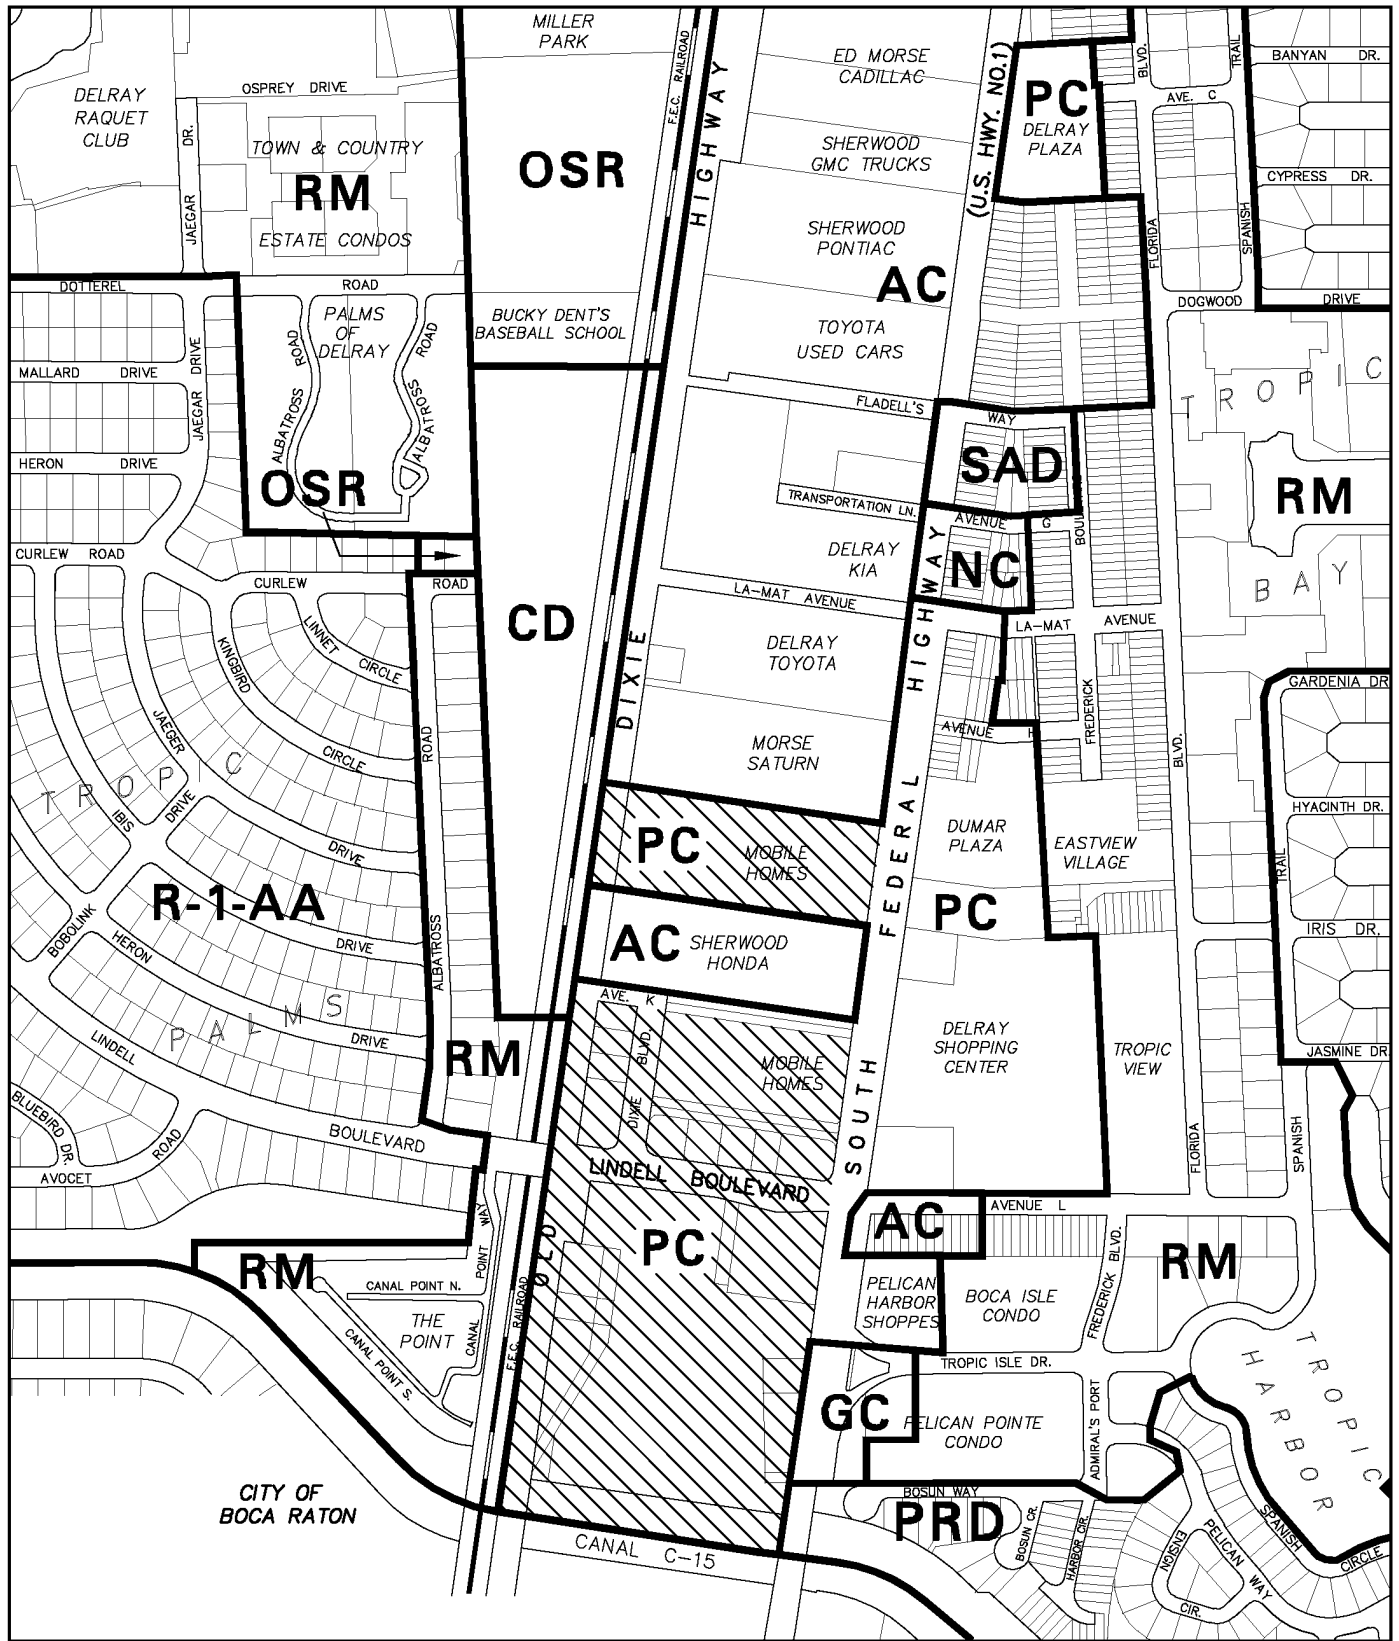 MILLER
PARK
F.E.C. RAILROAD
HIGHWAY
ED MORSE
CADILLAC
(U.S. HWY. NO.1)
PC
DELRAY
PLAZA
BLVD.
TRAIL
BANYAN DR.
AVE. C
DELRAY
RAQUET
CLUB
OSPREY DRIVE
JAEGAR DR.
TOWN & COUNTRY
RM
ESTATE CONDOS
OSR
SHERWOOD
GMC TRUCKS
CYPRESS DR.
FLORIDA
SPANISH
SHERWOOD
PONTIAC
AC
DOTTEREL ROAD
DOGWOOD DRIVE
PALMS
OF
DELRAY
ALBATROSS ROAD
ALBATROSS ROAD
BUCKY DENT'S
BASEBALL SCHOOL
TOYOTA
USED CARS
JAEGAR DRIVE DRIVE
MALLARD DRIVE
TROPIC
FLADELL'S WAY
HERON DRIVE
OSR
SAD
RM
TRANSPORTATION LN.
AVENUE G
CURLEW ROAD
CURLEW ROAD
DELRAY
KIA
NC
BAY
LA-MAT AVENUE
LA-MAT AVENUE
CD
LINNET CIRCLE
KINGBIRD CIRCLE
DIXIE
DELRAY
TOYOTA
FEDERAL HIGHWAY
GARDENIA DR
JAEGER DRIVE
ROAD
AVENUE H
FREDERICK
BLVD.
MORSE
SATURN
TROPIC
IBIS DRIVE
HYACINTH DR.
PC
MOBILE
HOMES
DUMAR
PLAZA
EASTVIEW
VILLAGE
TRAIL
R-1-AA
PC
BOBOLINK
HERON DRIVE
ALBATROSS
AC
SHERWOOD
HONDA
IRIS DR.
AVE. K
PALMS
DRIVE
LINDELL
RM
DIXIE BLVD.
MOBILE
HOMES
DELRAY
SHOPPING
CENTER
TROPIC
VIEW
JASMINE DR
SOUTH
BLUEBIRD DR.
ROAD
BOULEVARD
LINDELL BOULEVARD
AVOCET
FLORIDA
SPANISH
AC
AVENUE L
OLD
PC
RM
CANAL POINT N.
POINT WAY
CANAL
THE
POINT
CANAL POINT S.
F.E.C. RAILROAD
PELICAN
HARBOR
SHOPPES
BOCA ISLE
CONDO
FREDERICK BLVD.
RM
TROPIC ISLE DR.
TROPIC
HARBOR
GC
PELICAN POINTE
CONDO
ADMIRAL'S PORT
TROPIC
CITY OF
BOCA RATON
BOSUN WAY
PRD
BOSUN CR.
HARBOR CIR.
ENSIGN CIR.
PELICAN WAY
SPANISH CIRCLE
CANAL C-15